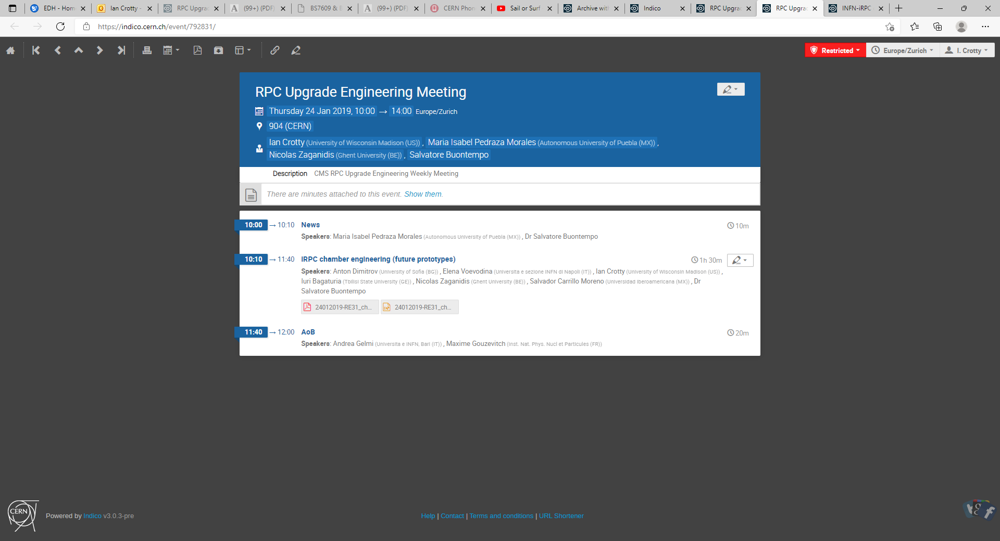 EDH - Hom
Ian Crotty -
RPC Upgrad
(99+) (PDF)
BS7609 &
(99+) (PDF)
CERN Phon
Sail or Surf
Archive with
Indico
RPC Upgrad
RPC Upgrad
INFN-iRPC
https://indico.cern.ch/event/792831/
Restricted
Europe/Zurich
I. Crotty
RPC Upgrade Engineering Meeting
Thursday 24 Jan 2019, 10:00 → 14:00 Europe/Zurich
904 (CERN)
Ian Crotty (University of Wisconsin Madison (US)) , Maria Isabel Pedraza Morales (Autonomous University of Puebla (MX)) ,
Nicolas Zaganidis (Ghent University (BE)) , Salvatore Buontempo
Description CMS RPC Upgrade Engineering Weekly Meeting
There are minutes attached to this event. Show them.
10:00 → 10:10 News 10m
Speakers: Maria Isabel Pedraza Morales (Autonomous University of Puebla (MX)) , Dr Salvatore Buontempo
10:10 → 11:40 iRPC chamber engineering (future prototypes) 1h 30m
Speakers: Anton Dimitrov (University of Sofia (BG)) , Elena Voevodina (Universita e sezione INFN di Napoli (IT)) , Ian Crotty (University of Wisconsin Madison (US)) ,
Iuri Bagaturia (Tbilisi State University (GE)) , Nicolas Zaganidis (Ghent University (BE)) , Salvador Carrillo Moreno (Universidad Iberoamericana (MX)) , Dr
Salvatore Buontempo
24012019-RE31_ch...
24012019-RE31_ch...
11:40 → 12:00 AoB 20m
Speakers: Andrea Gelmi (Universita e INFN, Bari (IT)) , Maxime Gouzevitch (Inst. Nat. Phys. Nucl et Particules (FR))
CERN
Powered by Indico v3.0.3-pre
Help | Contact | Terms and conditions | URL Shortener